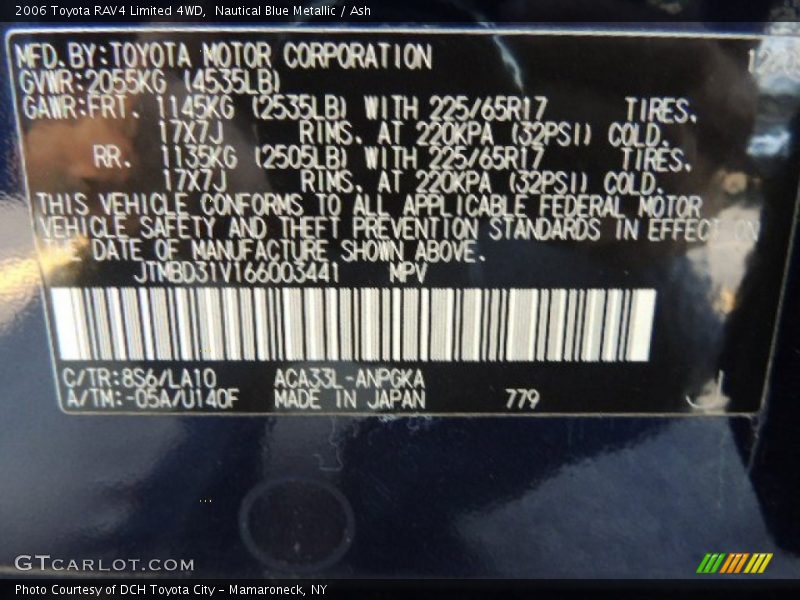 2006 Toyota RAV4 Limited 4WD,  Nautical Blue Metallic / Ash
MFD.BY:TOYOTA MOTOR CORPORATION
GVWR:2055KG (4535LB)
GAWR:FRT. 1145KG (2535LB) WITH 225/65R17 TIRES.
17X7J RIMS. AT 220KPA (32PSI) COLD.
RR. 1135KG (2505LB) WITH 225/65R17 TIRES.
17X7J RIMS. AT 220KPA (32PSI) COLD.
THIS VEHICLE CONFORMS TO ALL APPLICABLE FEDERAL MOTOR
VEHICLE SAFETY AND THEFT PREVENTION STANDARDS IN EFFECT ON
THE DATE OF MANUFACTURE SHOWN ABOVE.
JTMBD31V166003441 MPV
C/TR:8S6/LA10 ACA33L-ANPGKA
A/TM:-05A/U140F MADE IN JAPAN 779
GTCARLOT.COM
Photo Courtesy of DCH Toyota City - Mamaroneck, NY